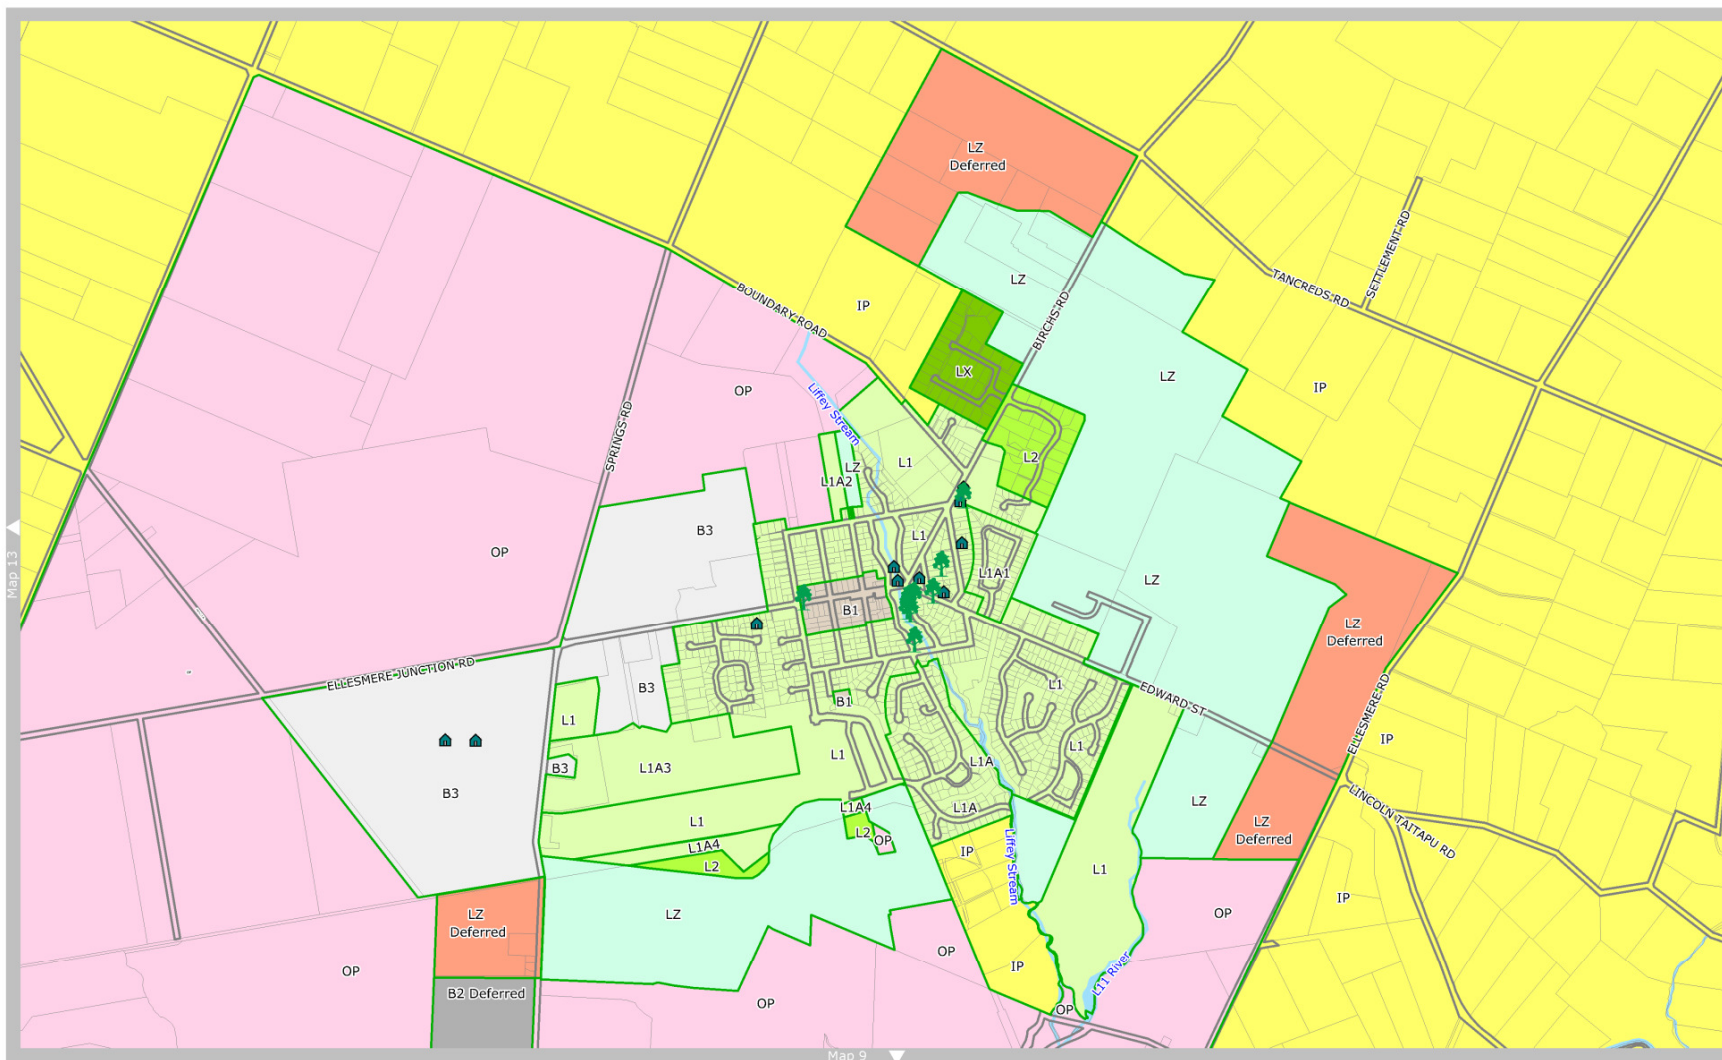 LZ
Deferred
TANCREDS RD
SETTLEMENT RD
LZ
BOUNDARY ROAD
IP
BIRCHS RD
LX
LZ
IP
OP
Liffey Stream
SPRINGS RD
L1
L2
LZ
L1A2
B3
L1
OP
Map 13
L1A1
LZ
B1
LZ
Deferred
ELLESMERE JUNCTION RD
B3
L1
EDWARD ST
B1
ELLESMERE RD
L1
IP
L1
L1
L1A
L1A3
B3
B3
LZ
LINCOLN TAITAPU RD
L1A4
L1A
L1
LZ
Deferred
L2
OP
L1A4
IP
L2
Liffey Stream
L1
IP
LZ
Deferred
LZ
OP
OP
IP
OP
L11 River
B2 Deferred
OP
OP
Map 9